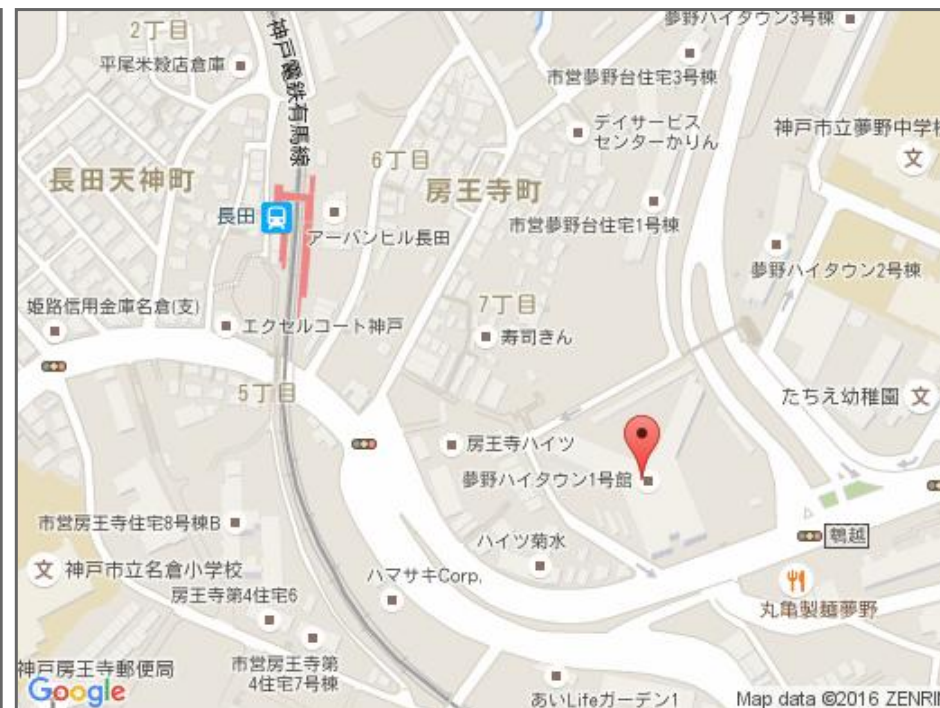 2丁目
夢野ハイタウン3号棟
平尾米穀店倉庫
神戸電鉄有馬線
市営夢野台住宅3号棟
デイサービス
センターかりん
神戸市立夢野中学校
文
6丁目
長田天神町
房王寺町
長田
アーバンヒル長田
市営夢野台住宅1号棟
夢野ハイタウン2号棟
姫路信用金庫名倉(支)
エクセルコート神戸
7丁目
寿司きん
5丁目
たちえ幼稚園
文
房王寺ハイツ
夢野ハイタウン1号館
市営房王寺住宅8号棟B
ハイツ菊水
鵯越
文
神戸市立名倉小学校
ハマサキCorp.
房王寺第4住宅6
丸亀製麺夢野
神戸房王寺郵便局
市営房王寺第
4住宅7号棟
Google
あいLifeガーデン1
Map data ©2016 ZENRI